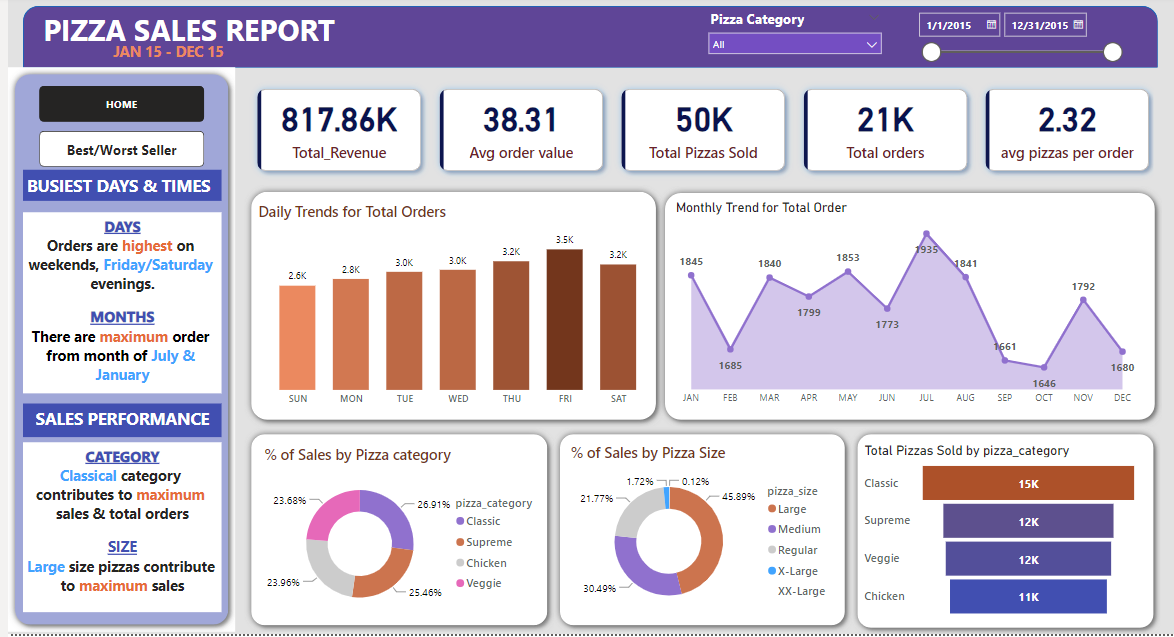 PIZZA SALES REPORT
JAN 15 - DEC 15
Pizza Category
All
1/1/2015
12/31/2015
HOME
Best/Worst Seller
BUSIEST DAYS & TIMES
DAYS
Orders are highest on
weekends, Friday/Saturday
evenings.
MONTHS
There are maximum order
from month of July &
January
SALES PERFORMANCE
CATEGORY
Classical category
contributes to maximum
sales & total orders
SIZE
Large size pizzas contribute
to maximum sales
817.86K
Total_Revenue
38.31
Avg order value
50K
Total Pizzas Sold
21K
Total orders
2.32
avg pizzas per order
Daily Trends for Total Orders
2.6K
2.8K
3.0K
3.0K
3.2K
3.5K
3.2K
SUN
MON
TUE
WED
THU
FRI
SAT
Monthly Trend for Total Order
1845
1685
1840
1799
1853
1773
1935
1841
1661
1646
1792
1680
JAN
FEB
MAR
APR
MAY
JUN
JUL
AUG
SEP
OCT
NOV
DEC
% of Sales by Pizza category
23.68%
26.91%
23.96%
25.46%
pizza_category
Classic
Supreme
Chicken
Veggie
% of Sales by Pizza Size
1.72%
0.12%
21.77%
45.89%
30.49%
pizza_size
Large
Medium
Regular
X-Large
XX-Large
Total Pizzas Sold by pizza_category
Classic
15K
Supreme
12K
Veggie
12K
Chicken
11K